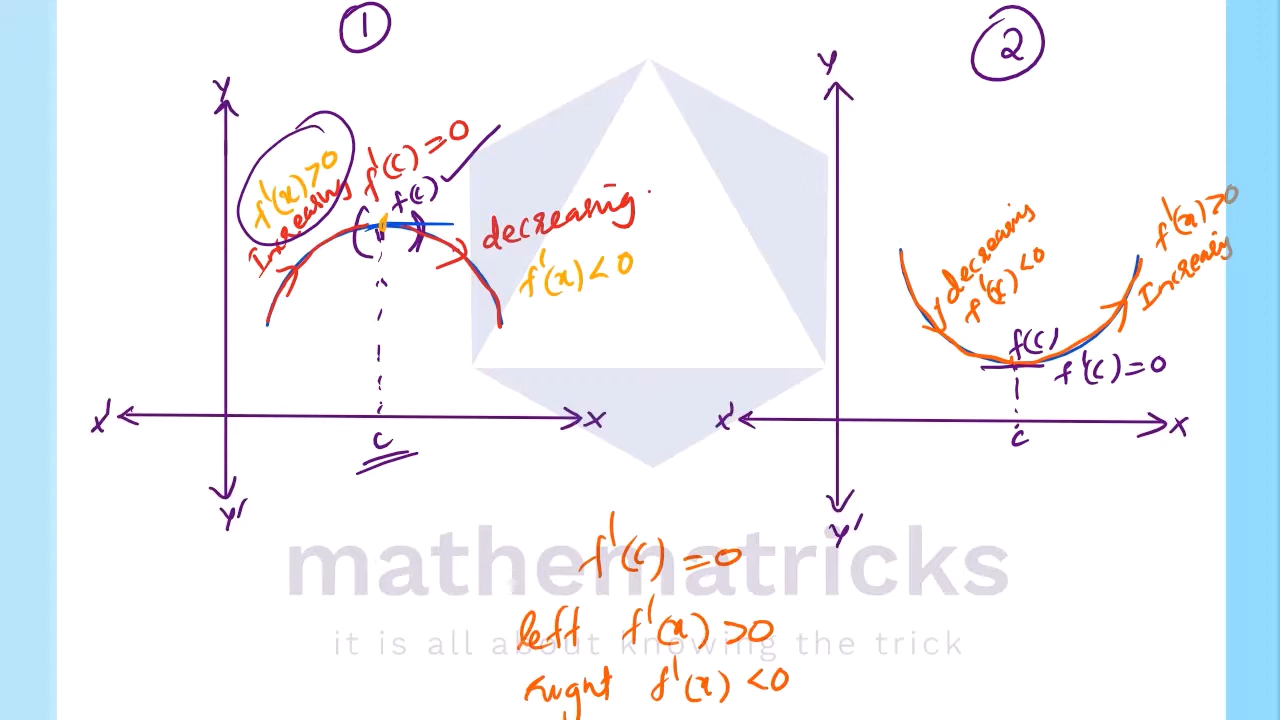 1
2
y
y
f'(x)>0
Increasing
f'(c)=0
f(c)
decreasing
f'(x)<0
decreasing
f'(x)<0
f'(x)>0
Increasing
f(c)
f'(c)=0
x'
x
c
x'
x
c
y'
y'
mathematricks
it is all about knowing the trick
f'(c)=0
left f'(x)>0
right f'(x)<0